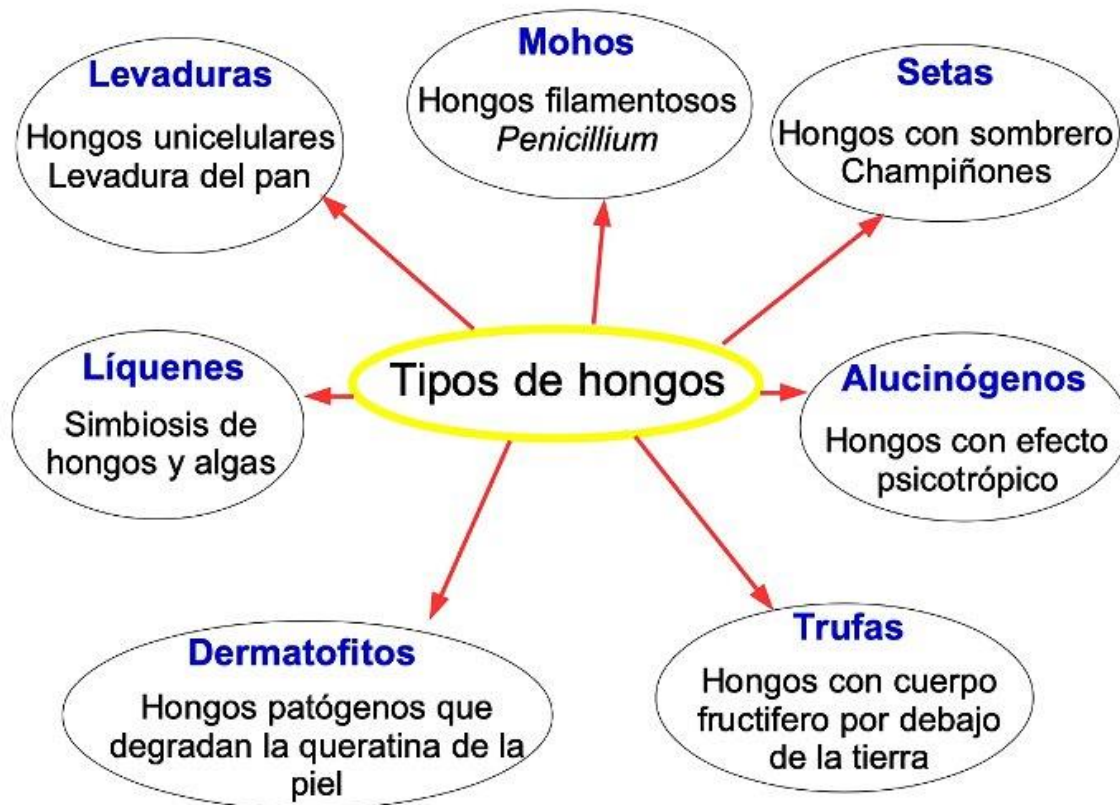 Levaduras
Hongos unicelulares
Levadura del pan
Mohos
Hongos filamentosos
Penicillium
Setas
Hongos con sombrero
Champiñones
Líquenes
Simbiosis de
hongos y algas
Tipos de hongos
Alucinógenos
Hongos con efecto
psicotrópico
Dermatofitos
Hongos patógenos que
degradan la queratina de la
piel
Trufas
Hongos con cuerpo
fructifero por debajo
de la tierra